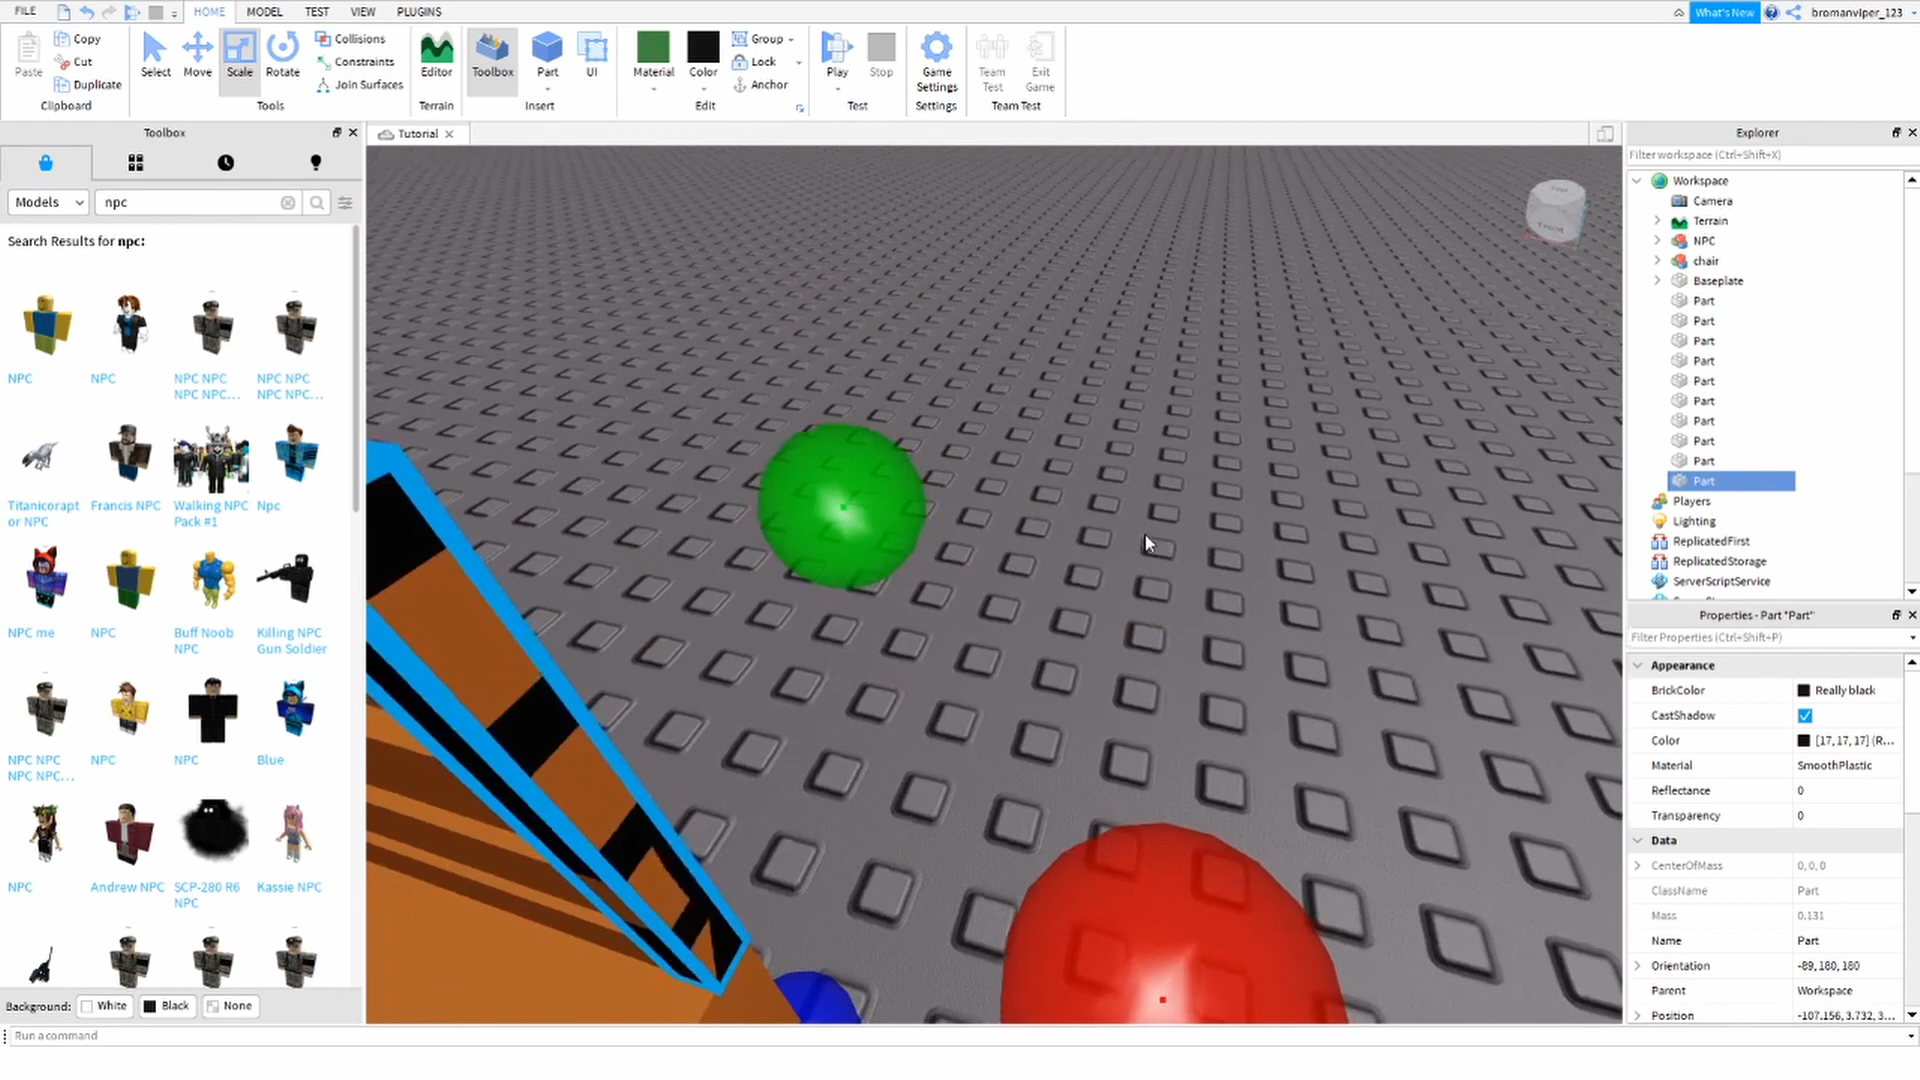 FILE HOME MODEL TEST VIEW PLUGINS What's New bromanviper_123
Paste Copy Cut Duplicate Clipboard
Select Move Scale Rotate Collisions Constraints Join Surfaces Tools
Editor Terrain
Toolbox Part UI Insert
Material Color Group Lock Anchor Edit
Play Stop Test
Game Settings Settings
Team Test Exit Game Team Test
Toolbox
Models npc
Search Results for npc:
NPC NPC NPC NPC NPC NPC... NPC NPC NPC NPC...
Titanicorapt or NPC Francis NPC Walking NPC Pack #1 Npc
NPC me NPC Buff Noob NPC Killing NPC Gun Soldier
NPC NPC NPC NPC... NPC NPC Blue
NPC Andrew NPC SCP-280 R6 NPC Kassie NPC
Background: White Black None
Run a command
Tutorial
Top
Front
Explorer
Filter workspace (Ctrl+Shift+X)
Workspace
Camera
Terrain
NPC
chair
Baseplate
Part
Part
Part
Part
Part
Part
Part
Part
Part
Part
Players
Lighting
ReplicatedFirst
ReplicatedStorage
ServerScriptService
Properties - Part "Part"
Filter Properties (Ctrl+Shift+P)
Appearance
BrickColor Really black
CastShadow
Color [17, 17, 17] (R...
Material SmoothPlastic
Reflectance 0
Transparency 0
Data
CenterOfMass 0, 0, 0
ClassName Part
Mass 0.131
Name Part
Orientation -89, 180, 180
Parent Workspace
Position -107.156, 3.732, 3...